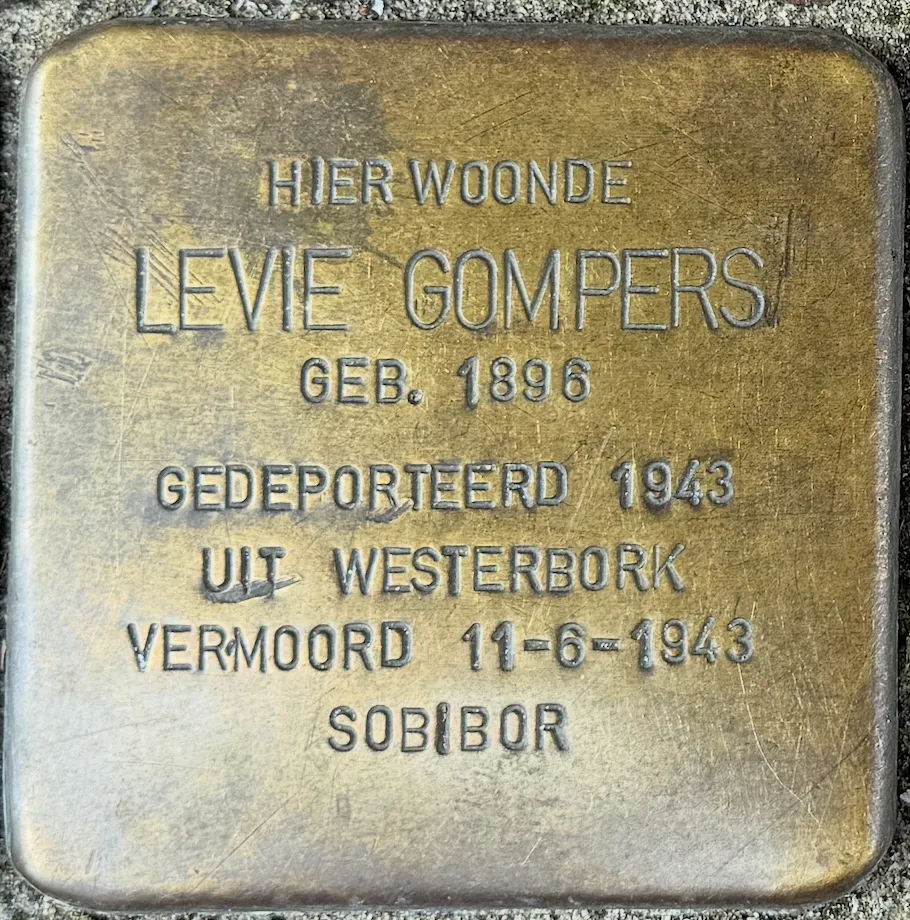 HIER WOONDE
LEVIE GOMPERS
GEB. 1896
GEDEPORTEERD 1943
UIT WESTERBORK
VERMOORD 11-6-1943
SOBIBOR